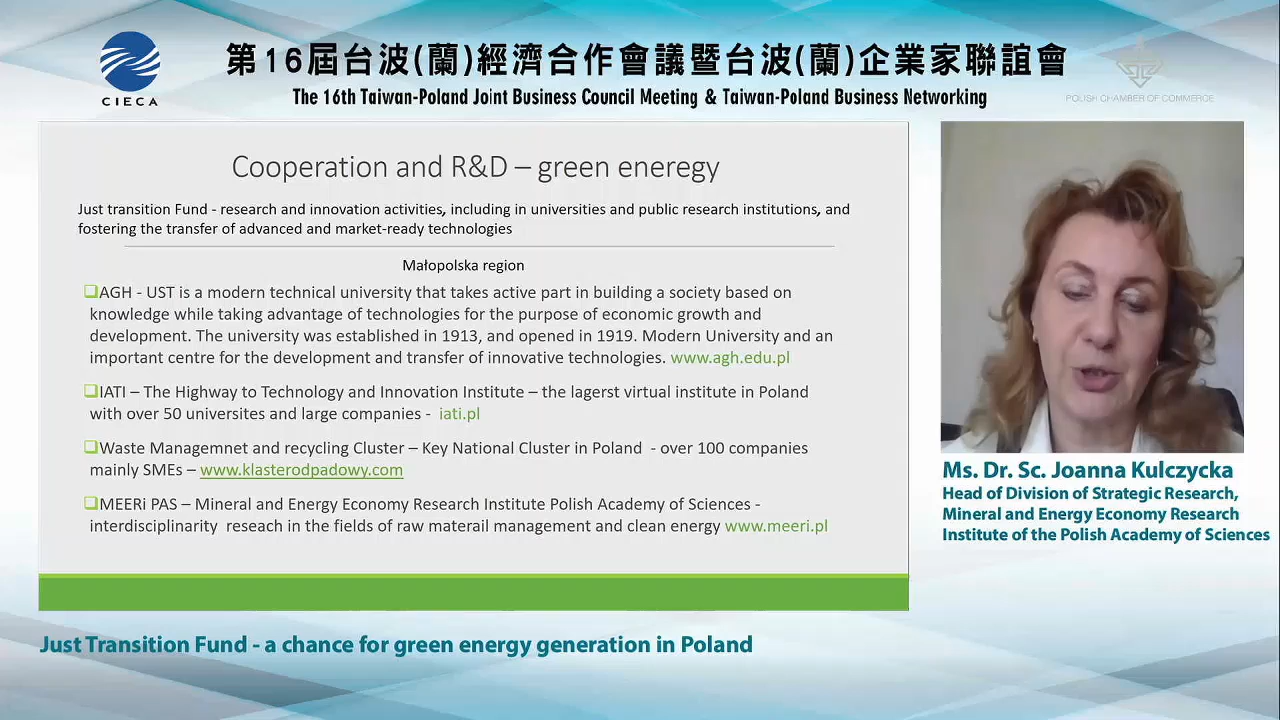 第16屆台波(蘭)經濟合作會議暨台波(蘭)企業家聯誼會
The 16th Taiwan-Poland Joint Business Council Meeting & Taiwan-Poland Business Networking
CIECA
POLISH CHAMBER OF COMMERCE
Cooperation and R&D – green eneregy
Just transition Fund - research and innovation activities, including in universities and public research institutions, and
fostering the transfer of advanced and market-ready technologies
Małopolska region
AGH - UST is a modern technical university that takes active part in building a society based on
knowledge while taking advantage of technologies for the purpose of economic growth and
development. The university was established in 1913, and opened in 1919. Modern University and an
important centre for the development and transfer of innovative technologies. www.agh.edu.pl
IATI – The Highway to Technology and Innovation Institute – the lagerst virtual institute in Poland
with over 50 universites and large companies - iati.pl
Waste Managemnet and recycling Cluster – Key National Cluster in Poland - over 100 companies
mainly SMEs – www.klasterodpadowy.com
MEERi PAS – Mineral and Energy Economy Research Institute Polish Academy of Sciences -
interdisciplinarity reseach in the fields of raw materail management and clean energy www.meeri.pl
Ms. Dr. Sc. Joanna Kulczycka
Head of Division of Strategic Research,
Mineral and Energy Economy Research
Institute of the Polish Academy of Sciences
Just Transition Fund - a chance for green energy generation in Poland